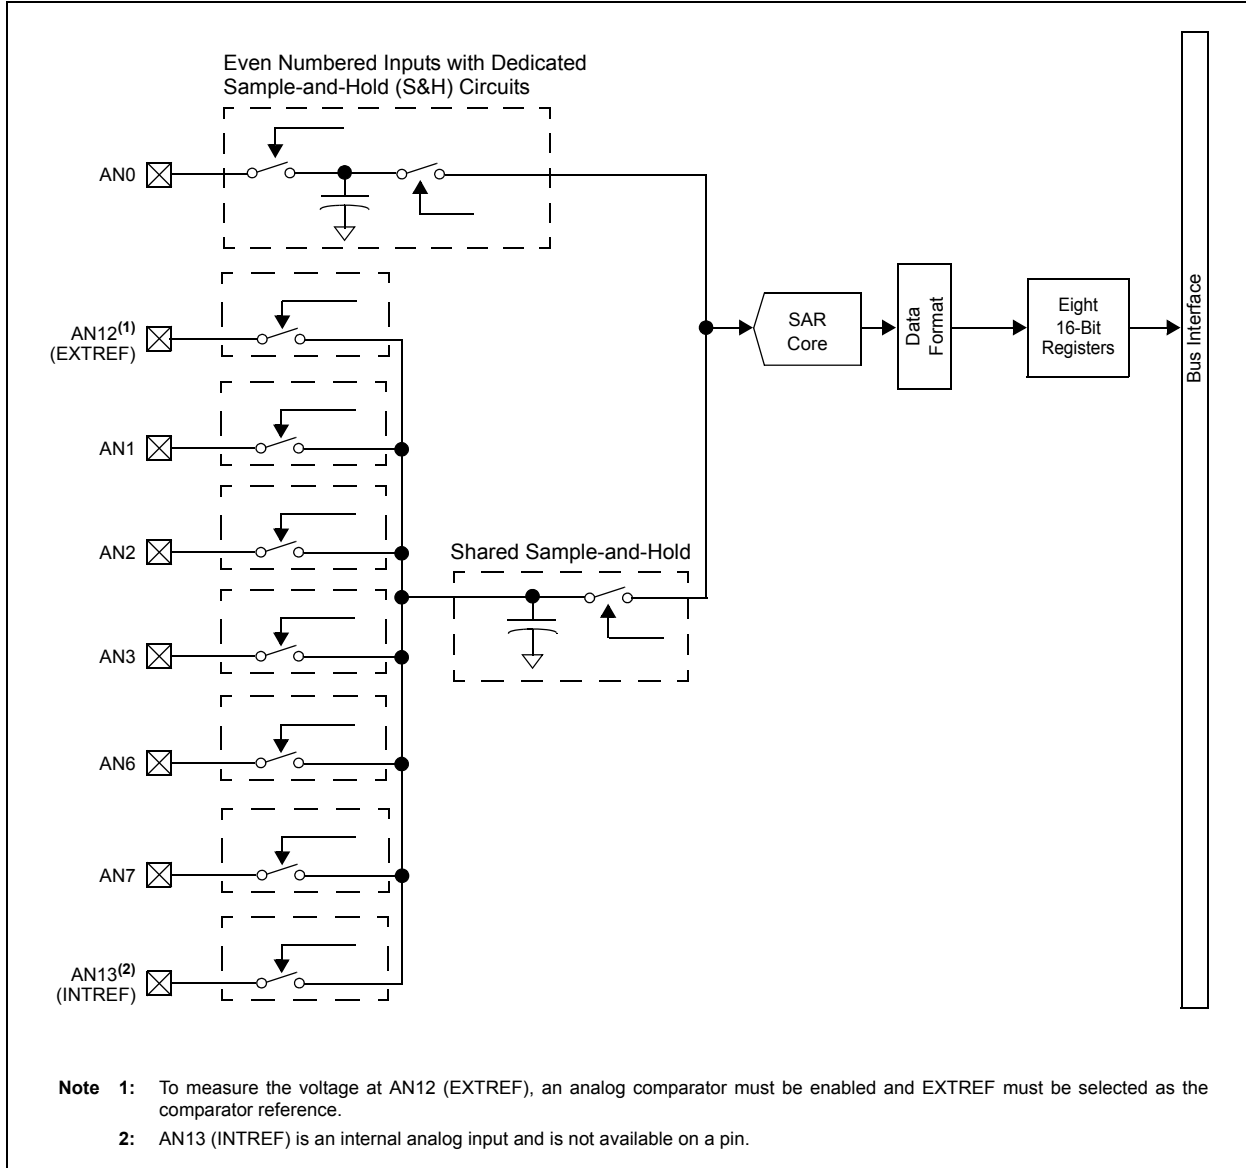 Even Numbered Inputs with Dedicated
Sample-and-Hold (S&H) Circuits
AN0
AN12(1)
(EXTREF)
AN1
AN2
AN3
AN6
AN7
AN13(2)
(INTREF)
Shared Sample-and-Hold
SAR
Core
Data
Format
Eight
16-Bit
Registers
Bus Interface
Note 1: To measure the voltage at AN12 (EXTREF), an analog comparator must be enabled and EXTREF must be selected as the
comparator reference.
2: AN13 (INTREF) is an internal analog input and is not available on a pin.